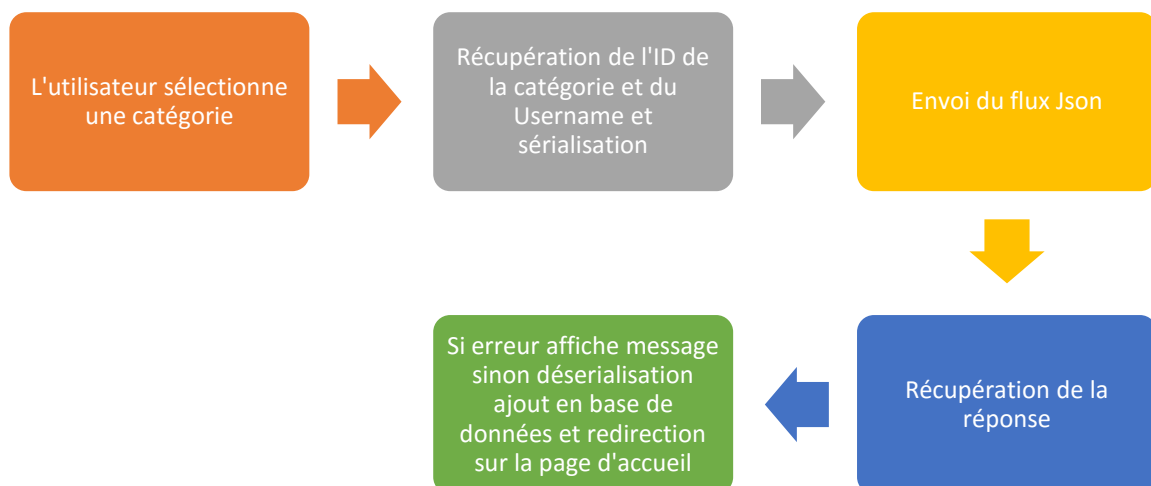 L'utilisateur sélectionne
une catégorie
Récupération de l'ID de
la catégorie et du
Username et
sérialisation
Envoi du flux Json
Si erreur affiche message
sinon déserialisation
ajout en base de
données et redirection
sur la page d'accueil
Récupération de la
réponse